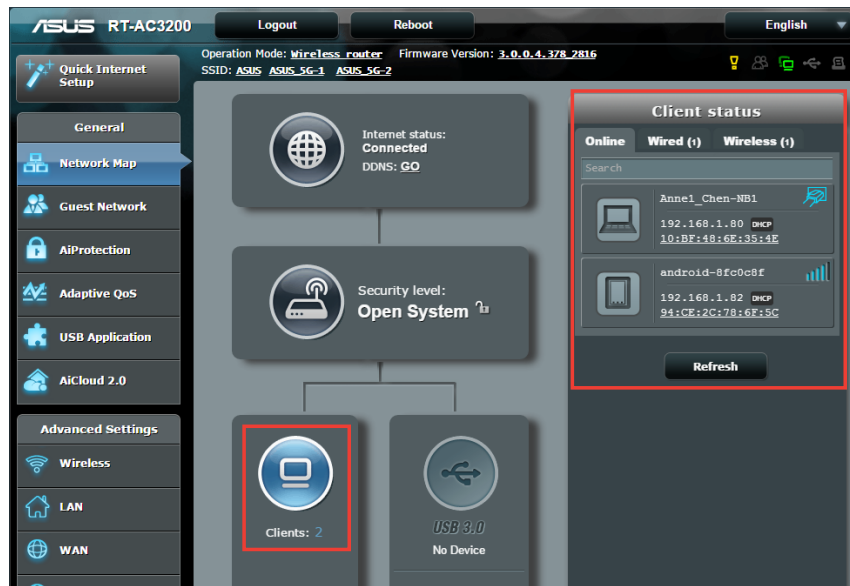 ASUS RT-AC3200 Logout Reboot English
Operation Mode: Wireless router Firmware Version: 3.0.0.4.378_2816
SSID: ASUS ASUS_5G-1 ASUS_5G-2
Quick Internet
Setup
General
Network Map
Guest Network
AiProtection
Adaptive QoS
USB Application
AiCloud 2.0
Advanced Settings
Wireless
LAN
WAN
Internet status:
Connected
DDNS: GO
Security level:
Open System
Clients: 2
USB 3.0
No Device
Client status
Online Wired (1) Wireless (1)
Search
Anne1_Chen-NB1
192.168.1.80 DHCP
10:BF:48:6E:35:4E
android-8fc0c8f
192.168.1.82 DHCP
94:CE:2C:78:6F:5C
Refresh